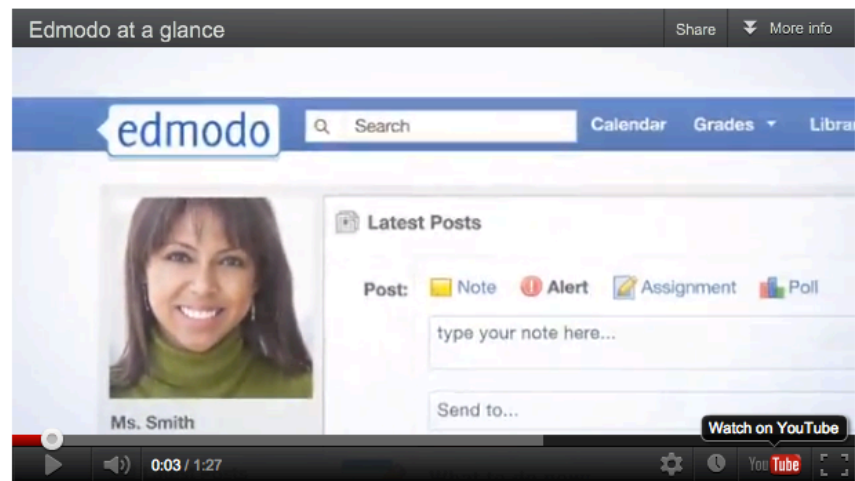 Edmodo at a glance Share More info
edmodo Search Calendar Grades Librar
Latest Posts
Post: Note Alert Assignment Poll
type your note here...
Send to...
Ms. Smith
Watch on YouTube
0:03 / 1:27 YouTube